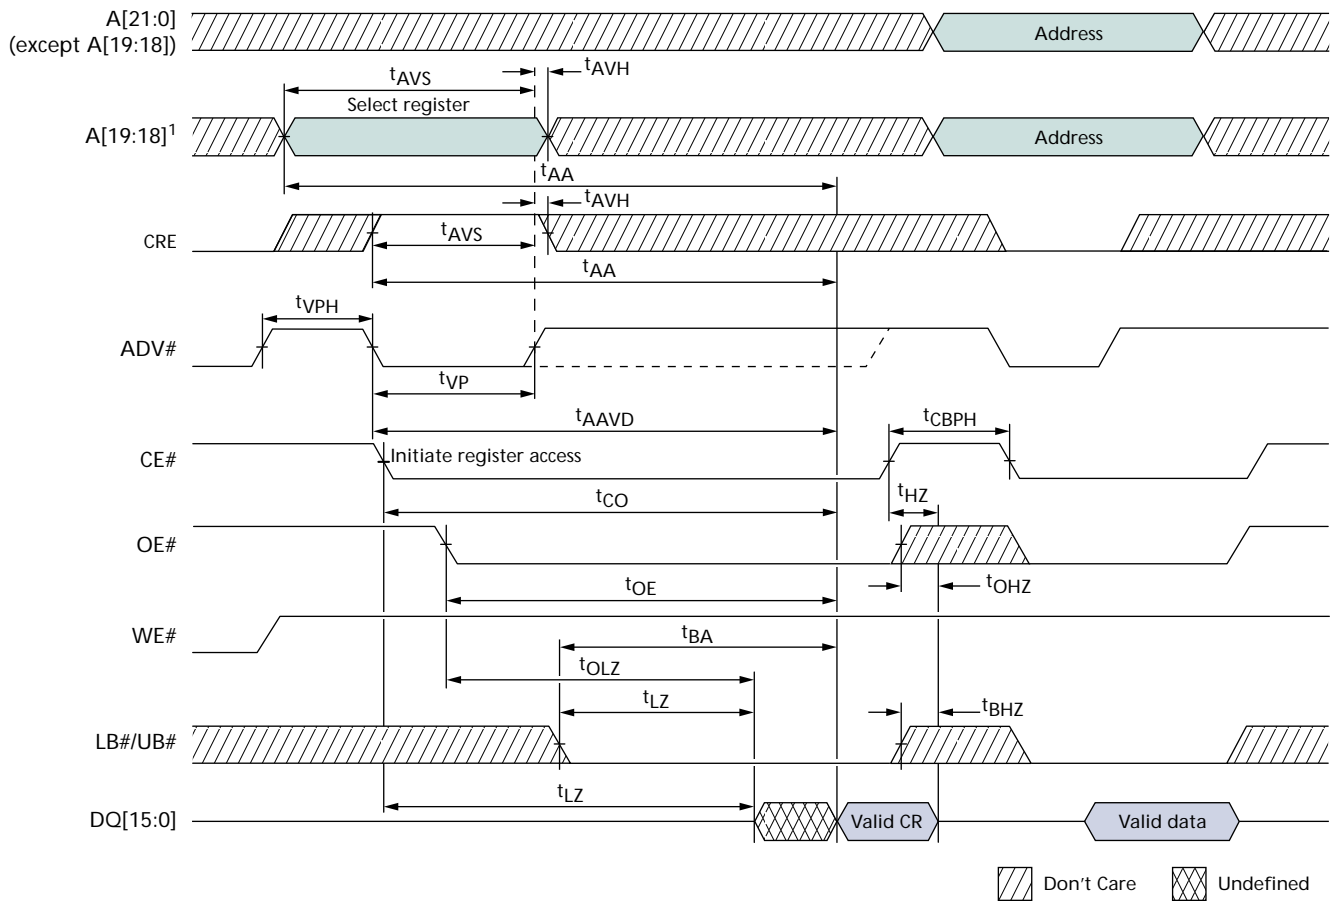 A[21:0]
(except A[19:18])
Address
tAVS
tAVH
Select register
A[19:18]1
Address
tAA
tAVH
CRE
tAVS
tAA
tVPH
ADV#
tVP
tAAVD
tCBPH
CE#
Initiate register access
tCO
tHZ
OE#
tOE
tOHZ
WE#
tBA
tOLZ
tLZ
tBHZ
LB#/UB#
tLZ
DQ[15:0]
Valid CR
Valid data
Don't Care
Undefined